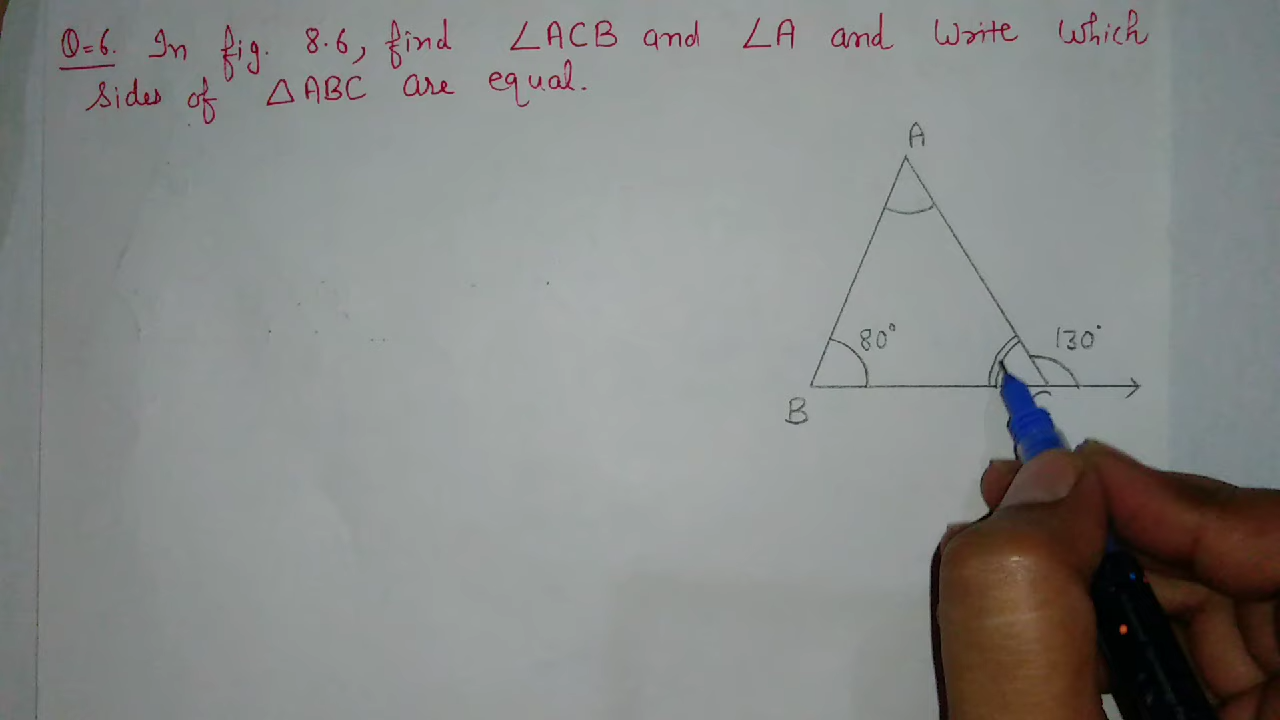 Q=6. In fig. 8.6, find ∠ACB and ∠A and Write Which
Sides of △ABC are equal.
A
80°
130°
B